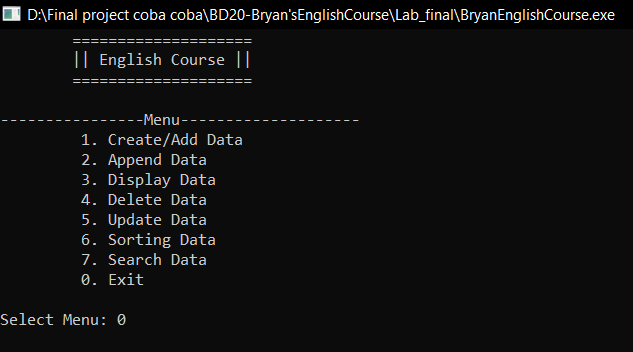 D:\Final project coba coba\BD20-Bryan'sEnglishCourse\Lab_final\BryanEnglishCourse.exe
====================
|| English Course ||
====================
----------------Menu--------------------
1. Create/Add Data
2. Append Data
3. Display Data
4. Delete Data
5. Update Data
6. Sorting Data
7. Search Data
0. Exit
Select Menu: 0